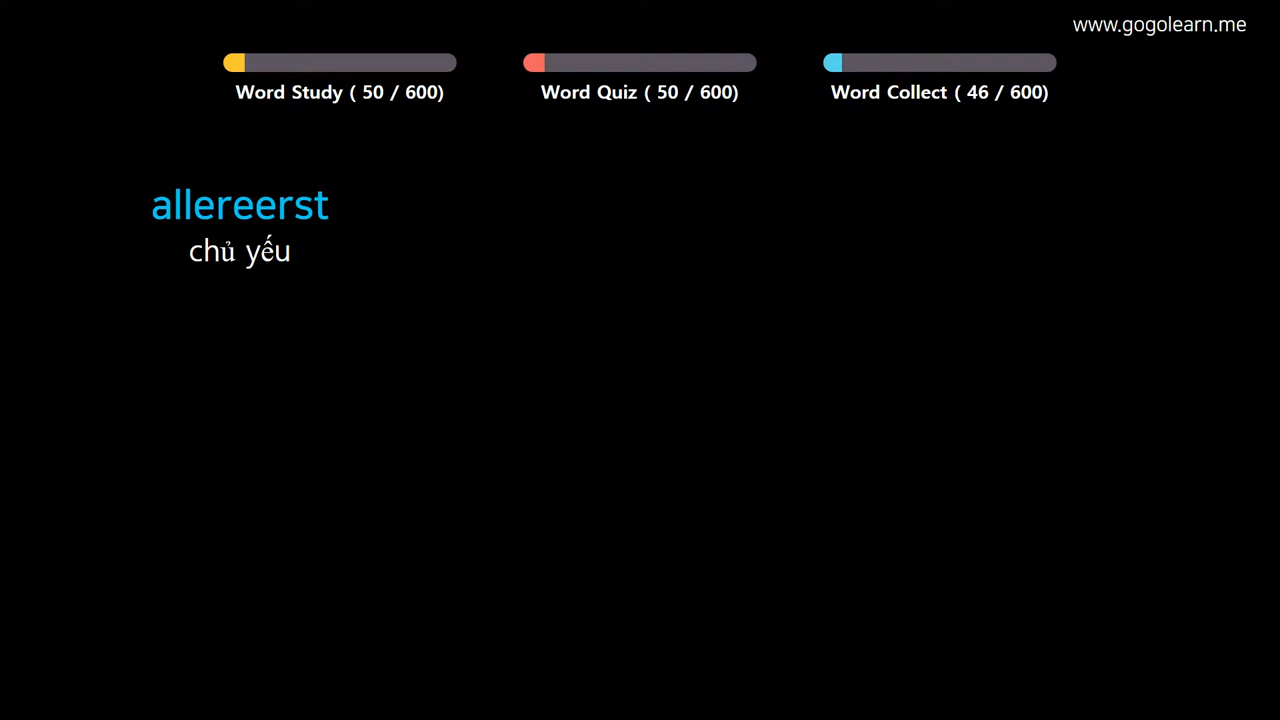 www.gogolearn.me
Word Study ( 50 / 600)
Word Quiz ( 50 / 600)
Word Collect ( 46 / 600)
allereerst
chủ yếu